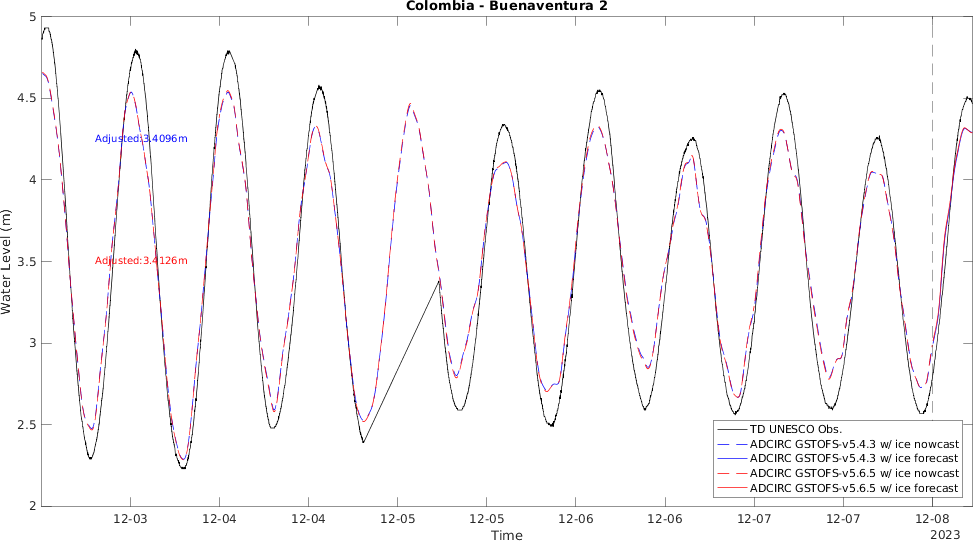 Colombia - Buenaventura 2
5
4.5
4
3.5
3
2.5
2
Water Level (m)
Adjusted:3.4096m
Adjusted:3.4126m
TD UNESCO Obs.
ADCIRC GSTOFS-v5.4.3 w/ ice nowcast
ADCIRC GSTOFS-v5.4.3 w/ ice forecast
ADCIRC GSTOFS-v5.6.5 w/ ice nowcast
ADCIRC GSTOFS-v5.6.5 w/ ice forecast
12-03 12-04 12-04 12-05 12-05 12-06 12-06 12-07 12-07 12-08
Time 2023